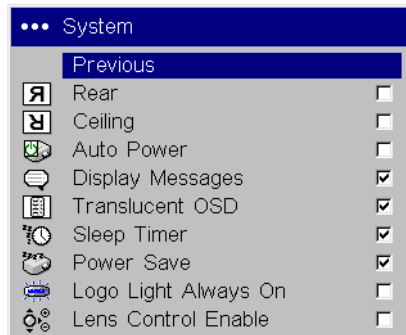 ••• System
Previous
Rear
Ceiling
Auto Power
Display Messages
Translucent OSD
Sleep Timer
Power Save
Logo Light Always On
Lens Control Enable